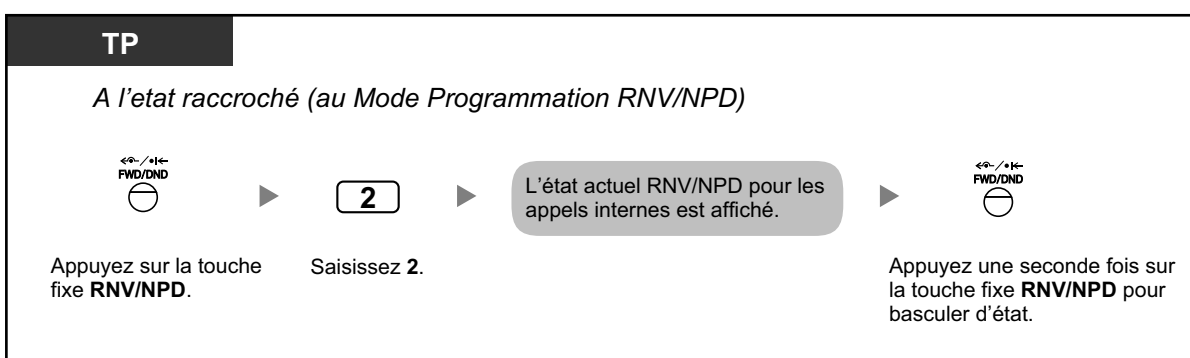 TP
A l'etat raccroché (au Mode Programmation RNV/NPD)
FWD/DND
2
L'état actuel RNV/NPD pour les
appels internes est affiché.
FWD/DND
Appuyez sur la touche
fixe RNV/NPD.
Saisissez 2.
Appuyez une seconde fois sur
la touche fixe RNV/NPD pour
basculer d'état.